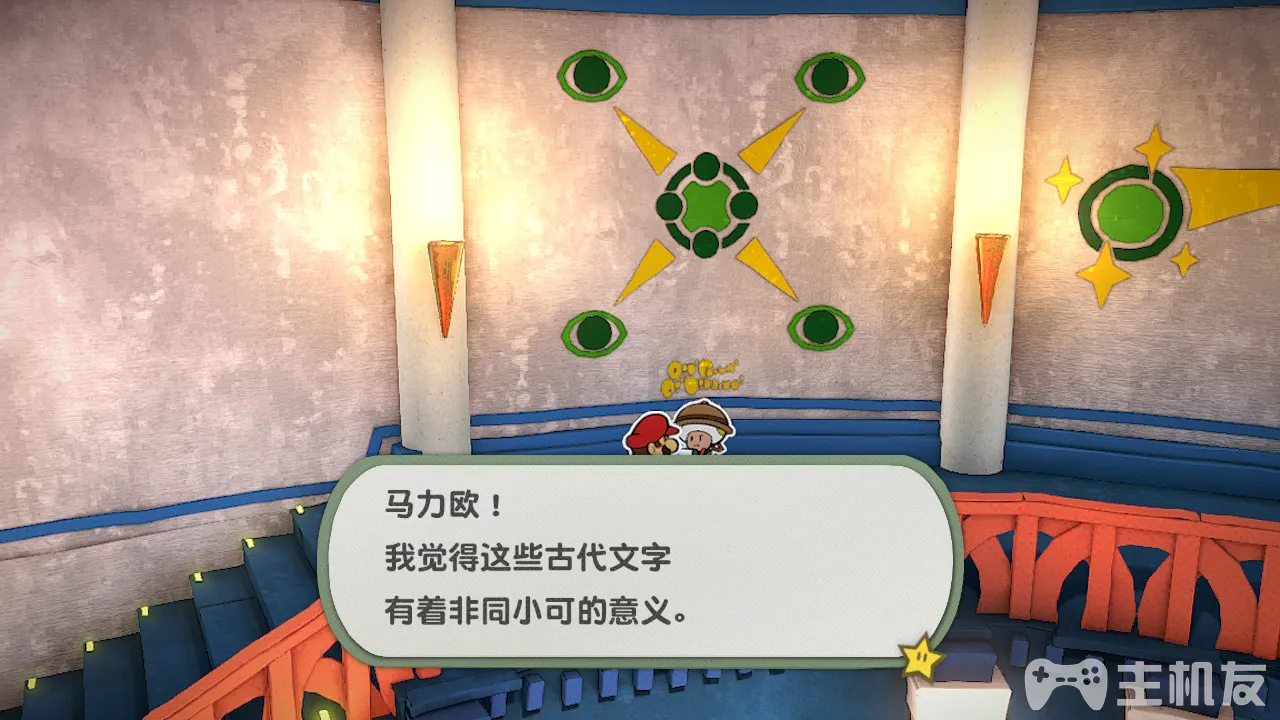 马力欧！
我觉得这些古代文字
有着非同小可的意义。
主机友